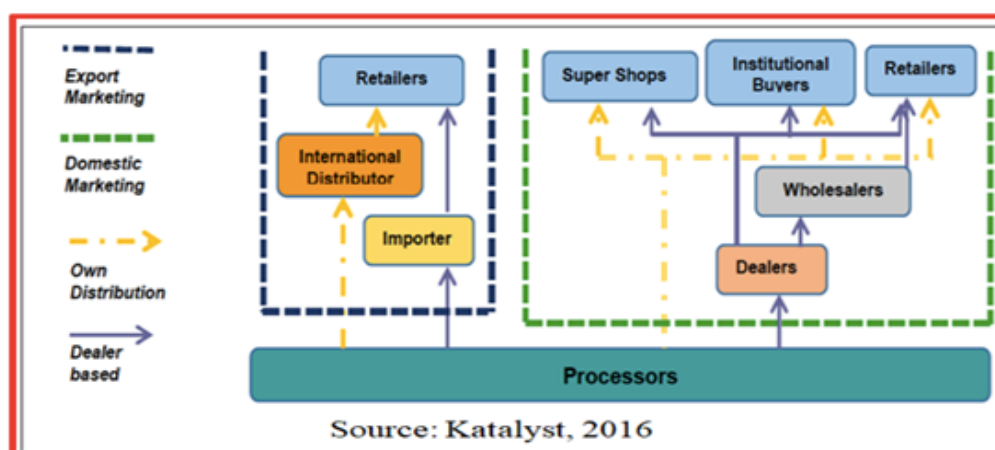 Export
Marketing
Domestic
Marketing
Own
Distribution
Dealer
based
Retailers
International
Distributor
Importer
Super Shops
Institutional
Buyers
Retailers
Wholesalers
Dealers
Processors
Source: Katalyst, 2016